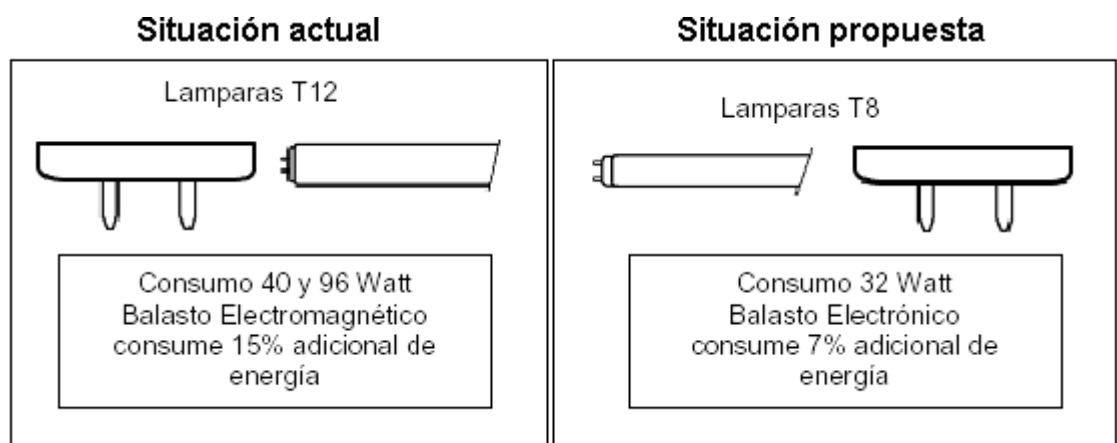 Situación actual
Lamparas T12
Consumo 40 y 96 Watt
Balasto Electromagnético
consume 15% adicional de
energía
Situación propuesta
Lamparas T8
Consumo 32 Watt
Balasto Electrónico
consume 7% adicional de
energía